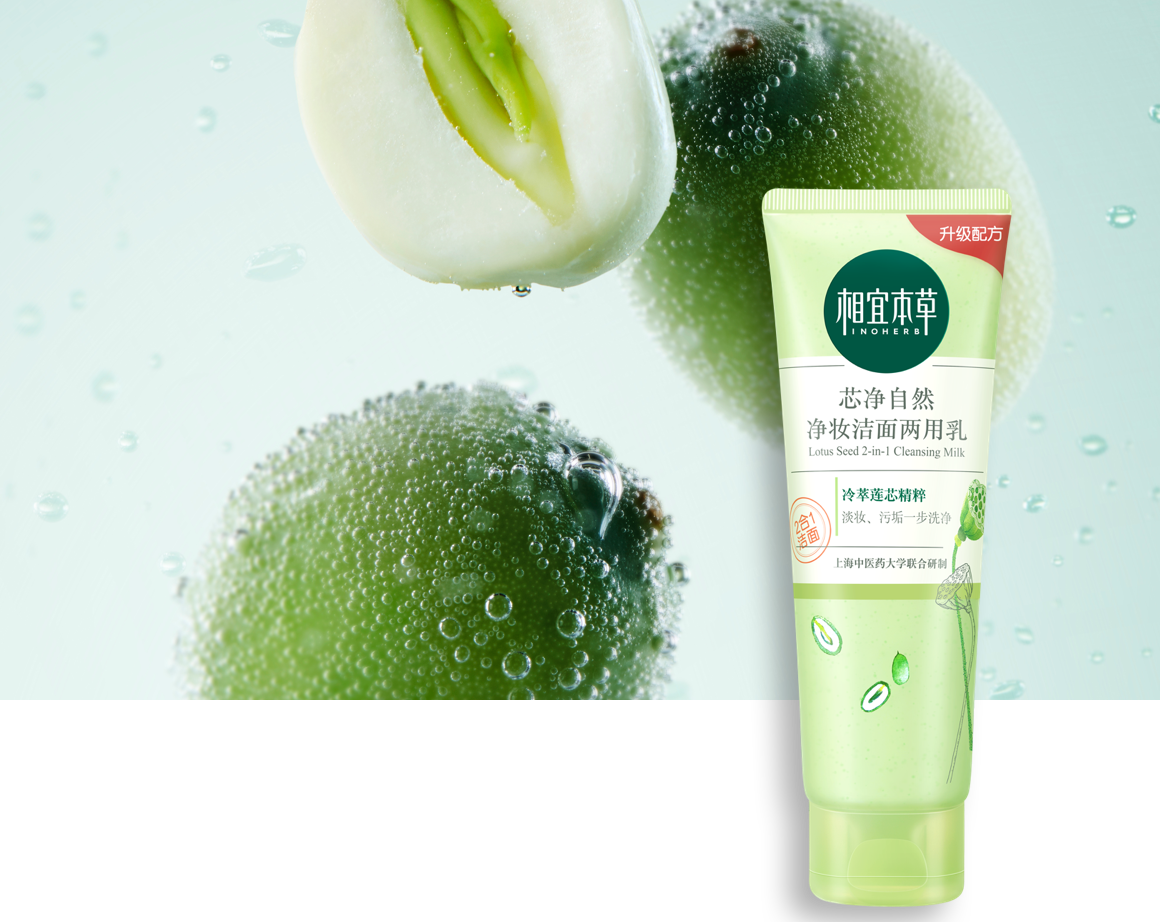 升级配方
相宜本草
INOHERB
芯净自然
净妆洁面两用乳
Lotus Seed 2-in-1 Cleansing Milk
冷萃莲芯精粹
淡妆、污垢一步洗净
2合1
洁面
上海中医药大学联合研制